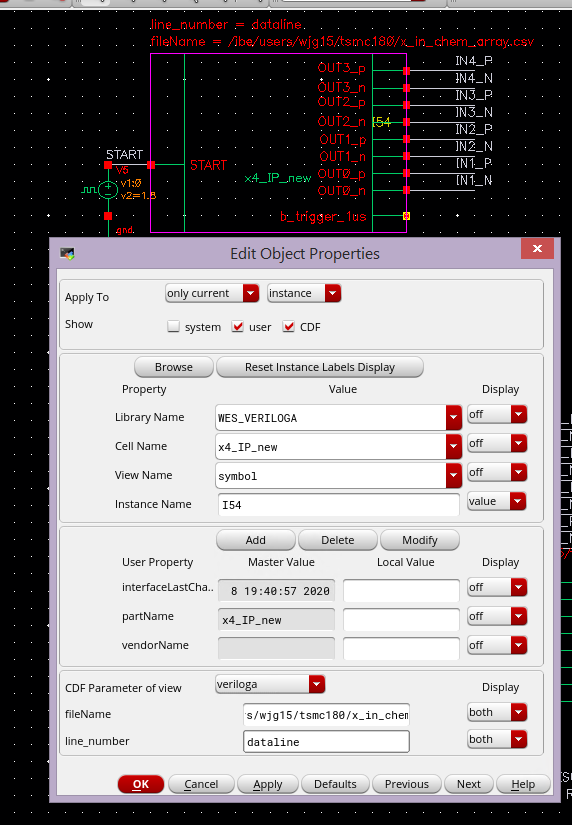 line_number = dataline
fileName = /ibe/users/wjg15/tsmc180/x_in_chem_array.csv
OUT3_p
IN4_P
OUT3_n
IN4_N
OUT2_p
IN3_P
OUT2_n
I54
IN3_N
OUT1_p
IN2_P
START
OUT1_n
IN2_N
V5
START
OUT0_p
IN1_P
v1:0
x4_IP_new
OUT0_n
IN1_N
v2=1.8
b_trigger_1us
gnd
Edit Object Properties
Apply To
only current
instance
Show
system
user
CDF
Browse
Reset Instance Labels Display
Property
Value
Display
Library Name
WES_VERILOGA
off
Cell Name
x4_IP_new
off
View Name
symbol
off
Instance Name
I54
value
Add
Delete
Modify
User Property
Master Value
Local Value
Display
interfaceLastCha..
8 19:40:57 2020
off
partName
x4_IP_new
off
vendorName
off
CDF Parameter of view
veriloga
Display
fileName
s/wjg15/tsmc180/x_in_chem
both
line_number
dataline
both
OK
Cancel
Apply
Defaults
Previous
Next
Help